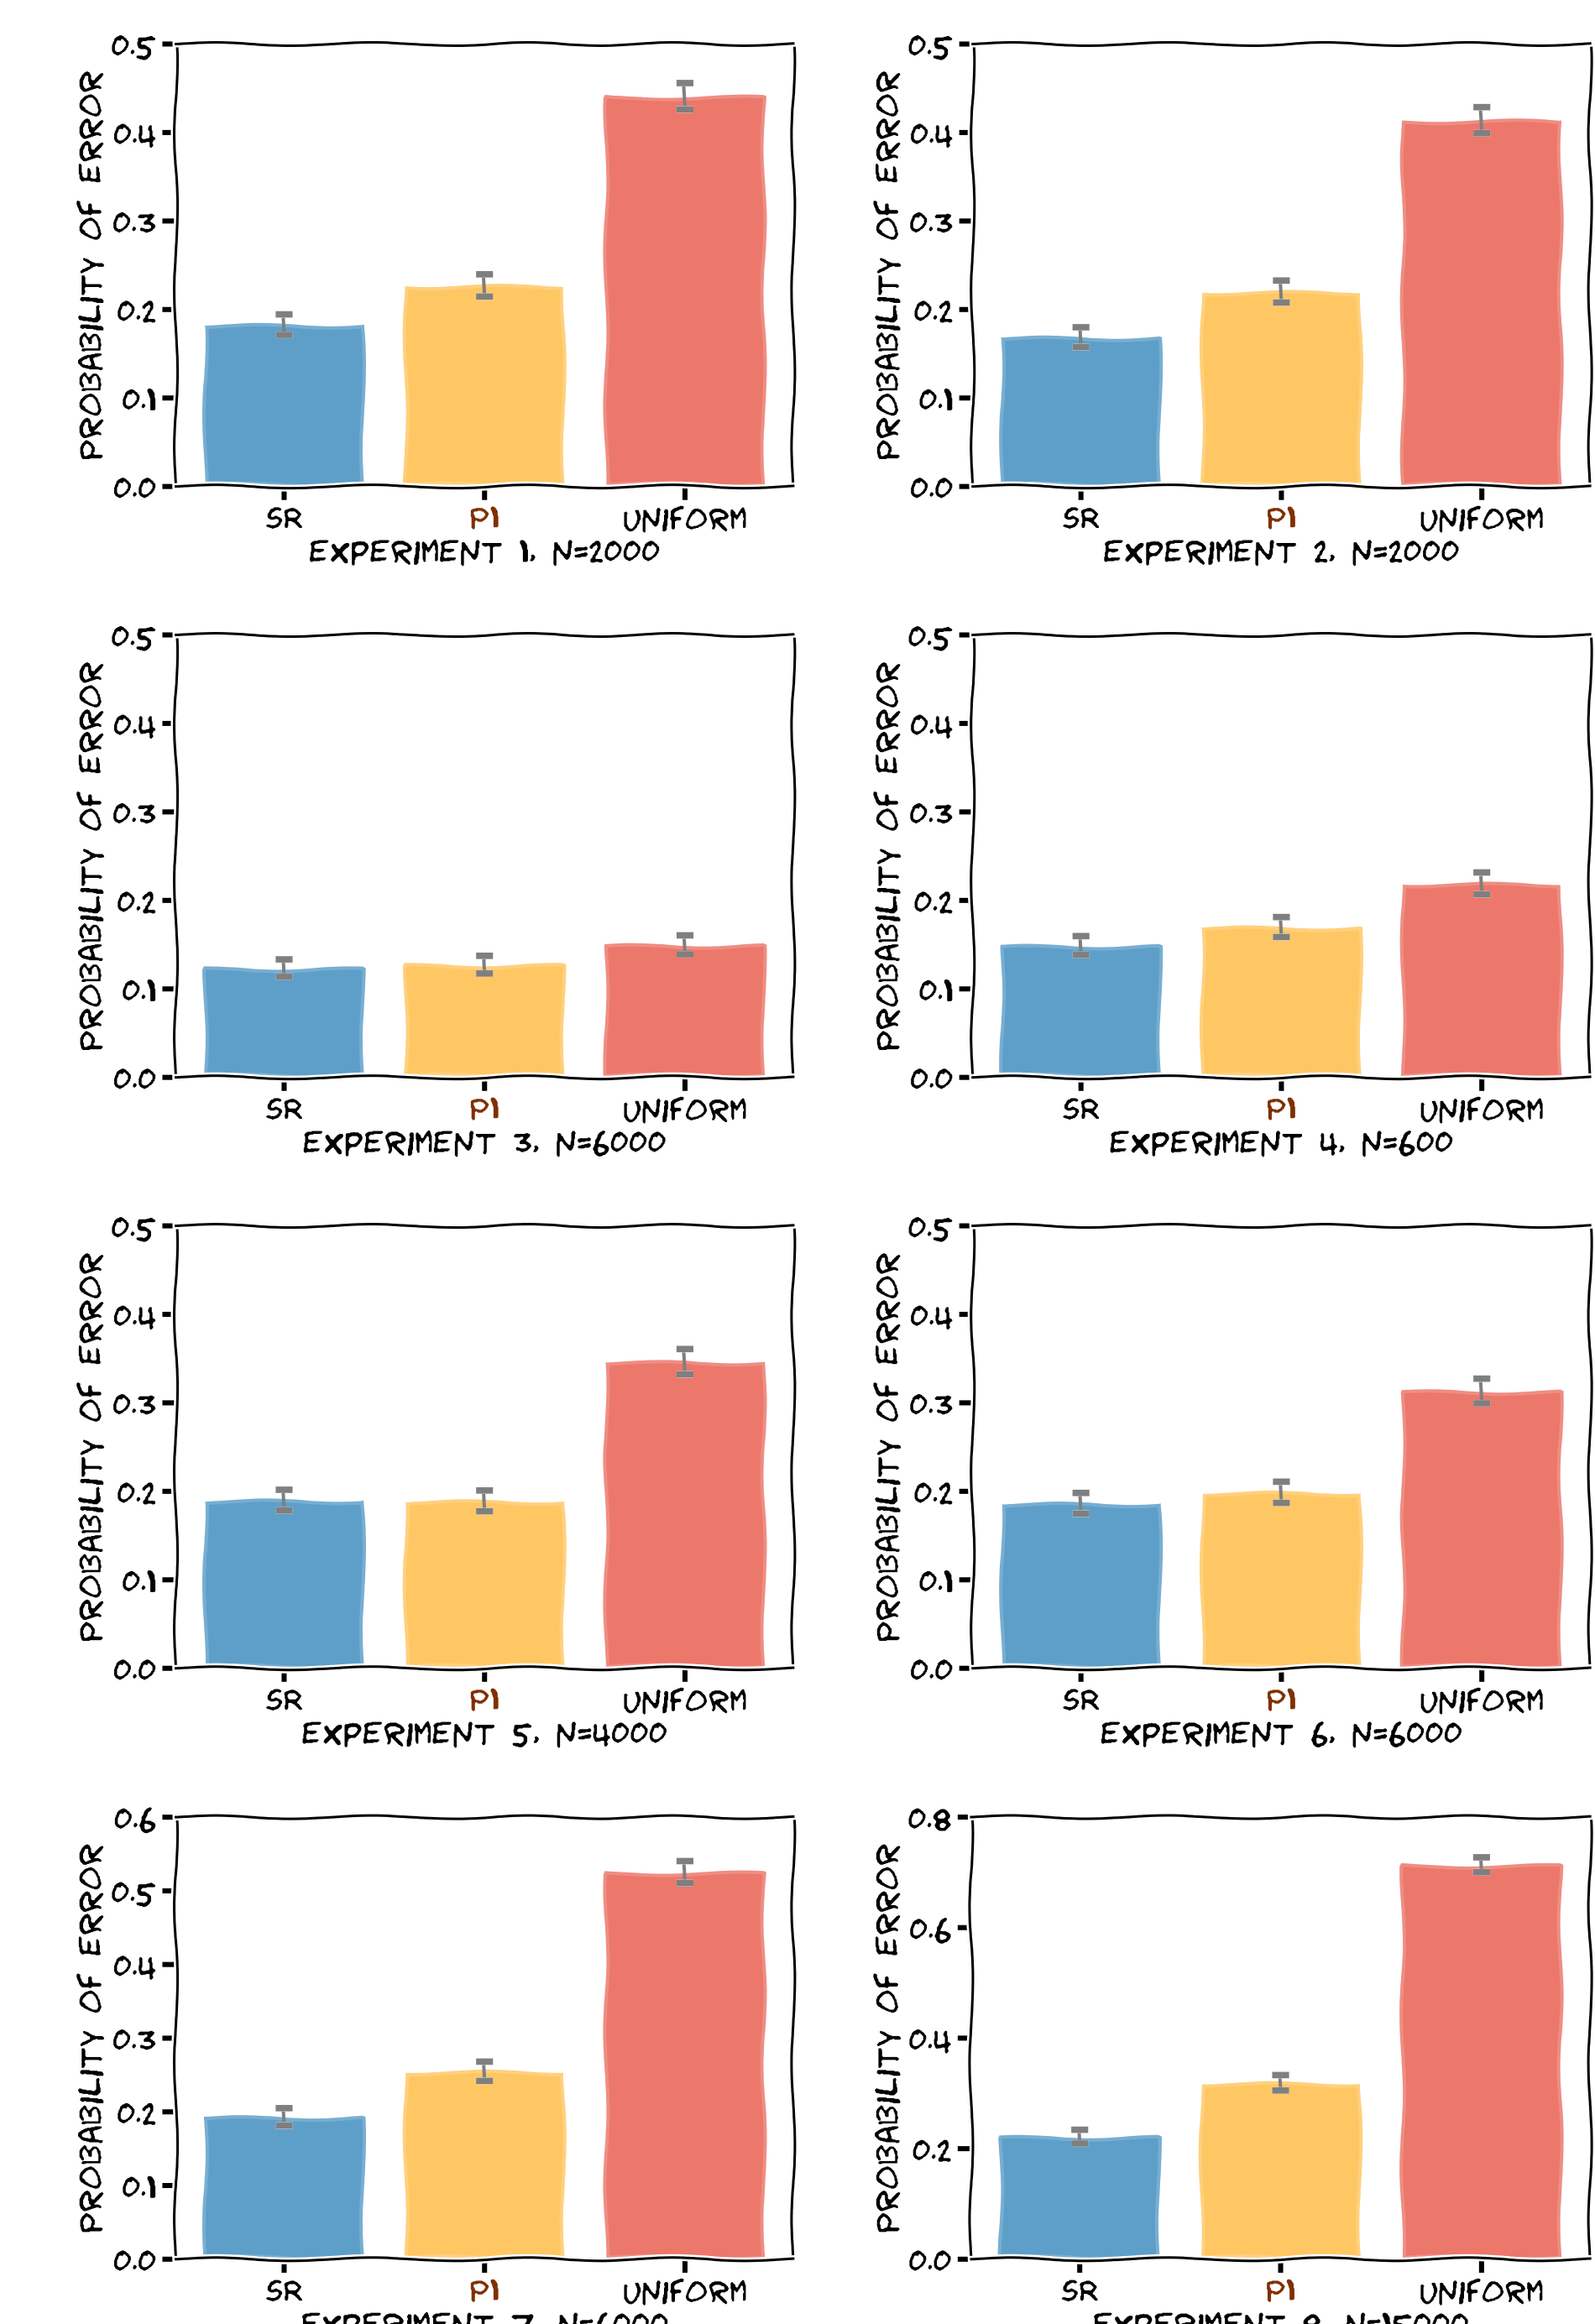 0.5
0.4
0.3
0.2
0.1
0.0
PROBABILITY OF ERROR
SR PI UNIFORM
EXPERIMENT 1, N=2000
0.5
0.4
0.3
0.2
0.1
0.0
PROBABILITY OF ERROR
SR PI UNIFORM
EXPERIMENT 2, N=2000
0.5
0.4
0.3
0.2
0.1
0.0
PROBABILITY OF ERROR
SR PI UNIFORM
EXPERIMENT 3, N=6000
0.5
0.4
0.3
0.2
0.1
0.0
PROBABILITY OF ERROR
SR PI UNIFORM
EXPERIMENT 4, N=600
0.5
0.4
0.3
0.2
0.1
0.0
PROBABILITY OF ERROR
SR PI UNIFORM
EXPERIMENT 5, N=4000
0.5
0.4
0.3
0.2
0.1
0.0
PROBABILITY OF ERROR
SR PI UNIFORM
EXPERIMENT 6, N=6000
0.6
0.5
0.4
0.3
0.2
0.1
0.0
PROBABILITY OF ERROR
SR PI UNIFORM
EXPERIMENT 7, N=6000
0.8
0.6
0.4
0.2
0.0
PROBABILITY OF ERROR
SR PI UNIFORM
EXPERIMENT N=15000